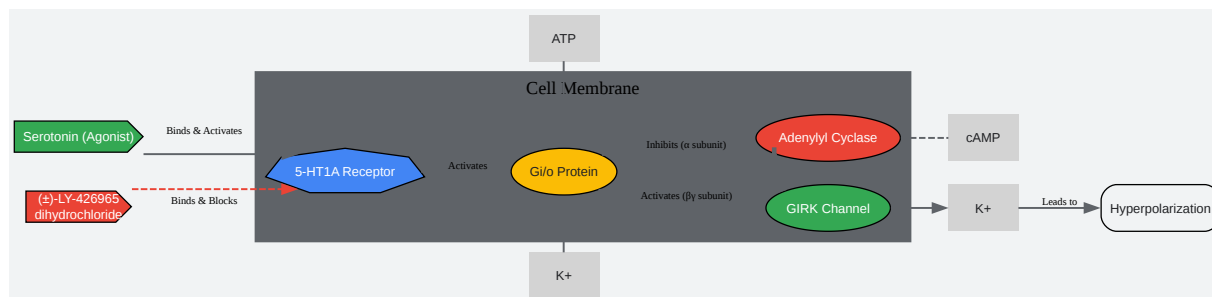 ATP
Cell Membrane
Serotonin (Agonist)
Binds & Activates
Adenylyl Cyclase
cAMP
Inhibits (α subunit)
5-HT1A Receptor
Activates
Gi/o Protein
(±)-LY-426965
dihydrochloride
Binds & Blocks
Activates (βγ subunit)
GIRK Channel
K+
Leads to
Hyperpolarization
K+